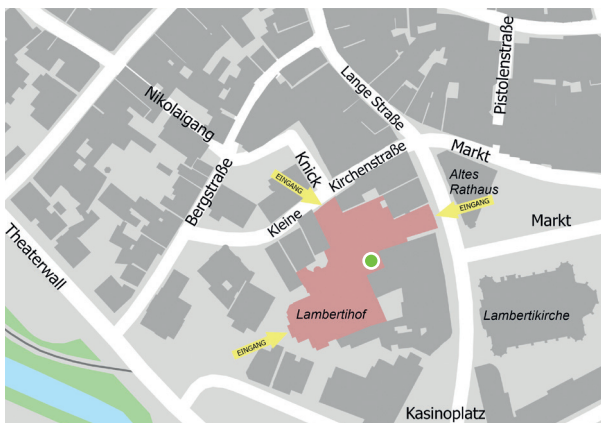 Pistolenstraße
Lange Straße
Nikolaigang
Markt
Knick
Kirchenstraße
Altes
Rathaus
EINGANG
Bergstraße
EINGANG
Markt
Kleine
Theaterwall
Lambertihof
Lambertikirche
EINGANG
Kasinoplatz